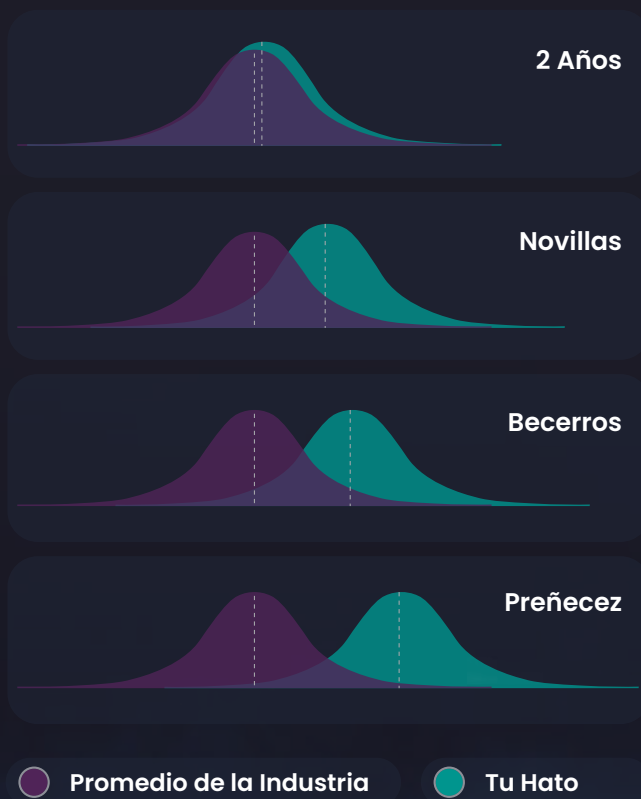 2 Años
Novillas
Becerros
Preñecez
Promedio de la Industria
Tu Hato